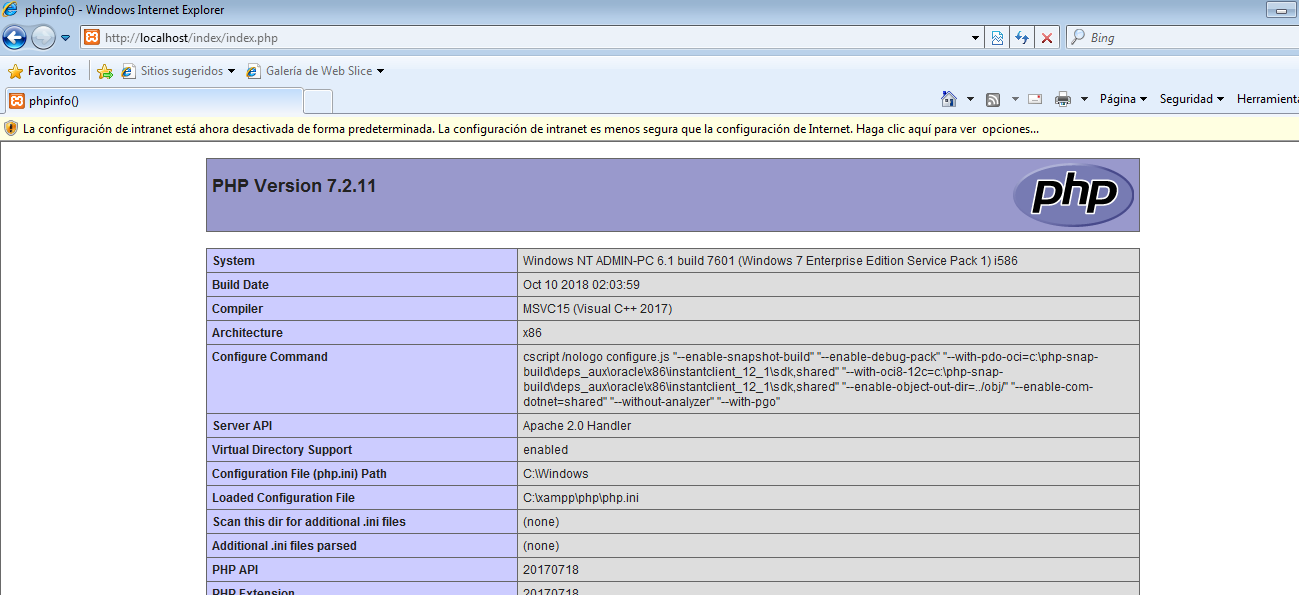 phpinfo() - Windows Internet Explorer
http://localhost/index/index.php
Bing
Favoritos
Sitios sugeridos
Galería de Web Slice
phpinfo()
Página
Seguridad
Herramienta
La configuración de intranet está ahora desactivada de forma predeterminada. La configuración de intranet es menos segura que la configuración de Internet. Haga clic aquí para ver opciones...
PHP Version 7.2.11
php
System Windows NT ADMIN-PC 6.1 build 7601 (Windows 7 Enterprise Edition Service Pack 1) i586
Build Date Oct 10 2018 02:03:59
Compiler MSVC15 (Visual C++ 2017)
Architecture x86
Configure Command cscript /nologo configure.js "--enable-snapshot-build" "--enable-debug-pack" "--with-pdo-oci=c:\php-snap-
build\deps_aux\oracle\x86\instantclient_12_1\sdk,shared" "--with-oci8-12c=c:\php-snap-
build\deps_aux\oracle\x86\instantclient_12_1\sdk,shared" "--enable-object-out-dir=../obj/" "--enable-com-
dotnet=shared" "--without-analyzer" "--with-pgo"
Server API Apache 2.0 Handler
Virtual Directory Support enabled
Configuration File (php.ini) Path C:\Windows
Loaded Configuration File C:\xampp\php\php.ini
Scan this dir for additional .ini files (none)
Additional .ini files parsed (none)
PHP API 20170718
PHP Extension 20170718